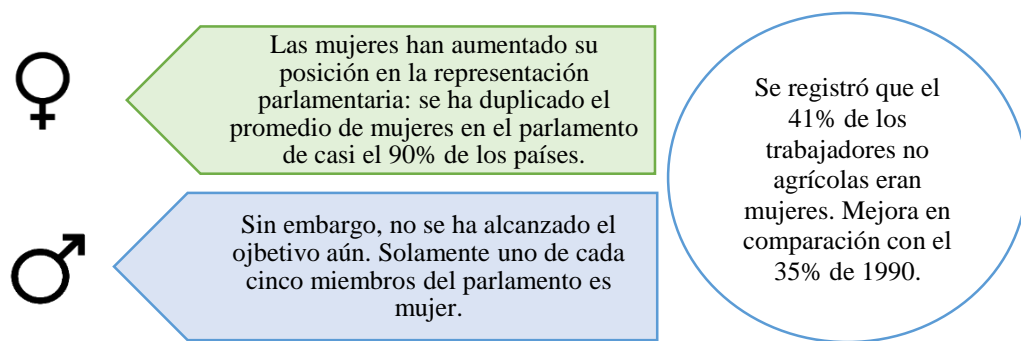 Las mujeres han aumentado su
posición en la representación
parlamentaria: se ha duplicado el
promedio de mujeres en el parlamento
de casi el 90% de los países.
Sin embargo, no se ha alcanzado el
ojbetivo aún. Solamente uno de cada
cinco miembros del parlamento es
mujer.
Se registró que el
41% de los
trabajadores no
agrícolas eran
mujeres. Mejora en
comparación con el
35% de 1990.